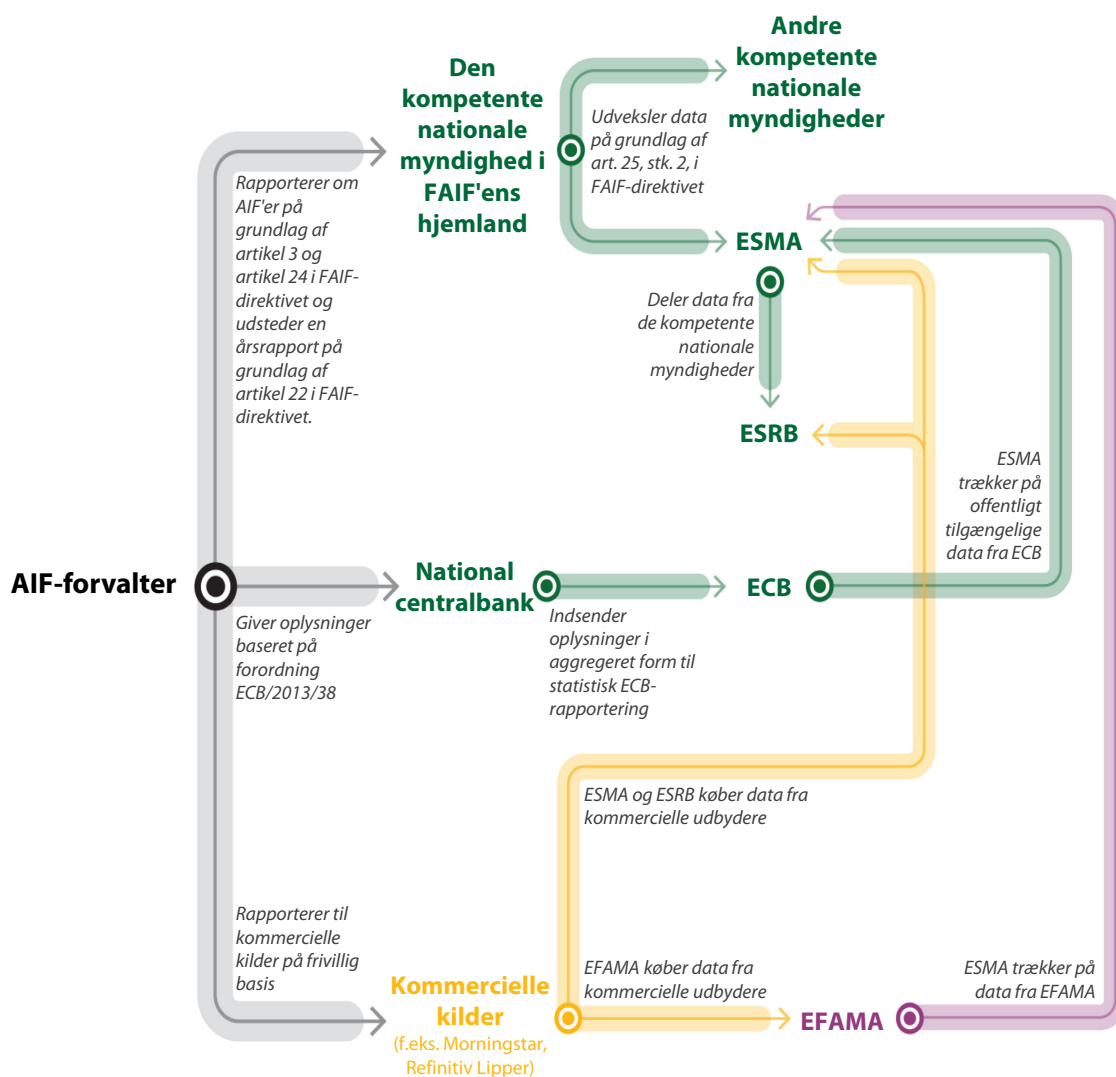 Andre
kompetente
nationale
myndigheder
Den
kompetente
nationale
myndighed i
FAIF'ens
hjemland
Udveksler data
på grundlag af
art. 25, stk. 2, i
FAIF-direktivet
Rapporterer om
AIF'er på
grundlag af
artikel 3 og
artikel 24 i FAIF-
direktivet og
udsteder en
årsrapport på
grundlag af
artikel 22 i FAIF-
direktivet.
ESMA
Deler data fra
de kompetente
nationale
myndigheder
ESRB
ESMA
trækker på
offentligt
tilgængelige
data fra ECB
AIF-forvalter
National
centralbank
ECB
Giver oplysninger
baseret på
forordning
ECB/2013/38
Indsender
oplysninger i
aggregeret form til
statistisk ECB-
rapportering
ESMA og ESRB køber data fra
kommercielle udbydere
Rapporterer til
kommercielle
kilder på frivillig
basis
Kommercielle
kilder
(f.eks. Morningstar,
Refinitiv Lipper)
EFAMA køber data fra
kommercielle udbydere
EFAMA
ESMA trækker på
data fra EFAMA